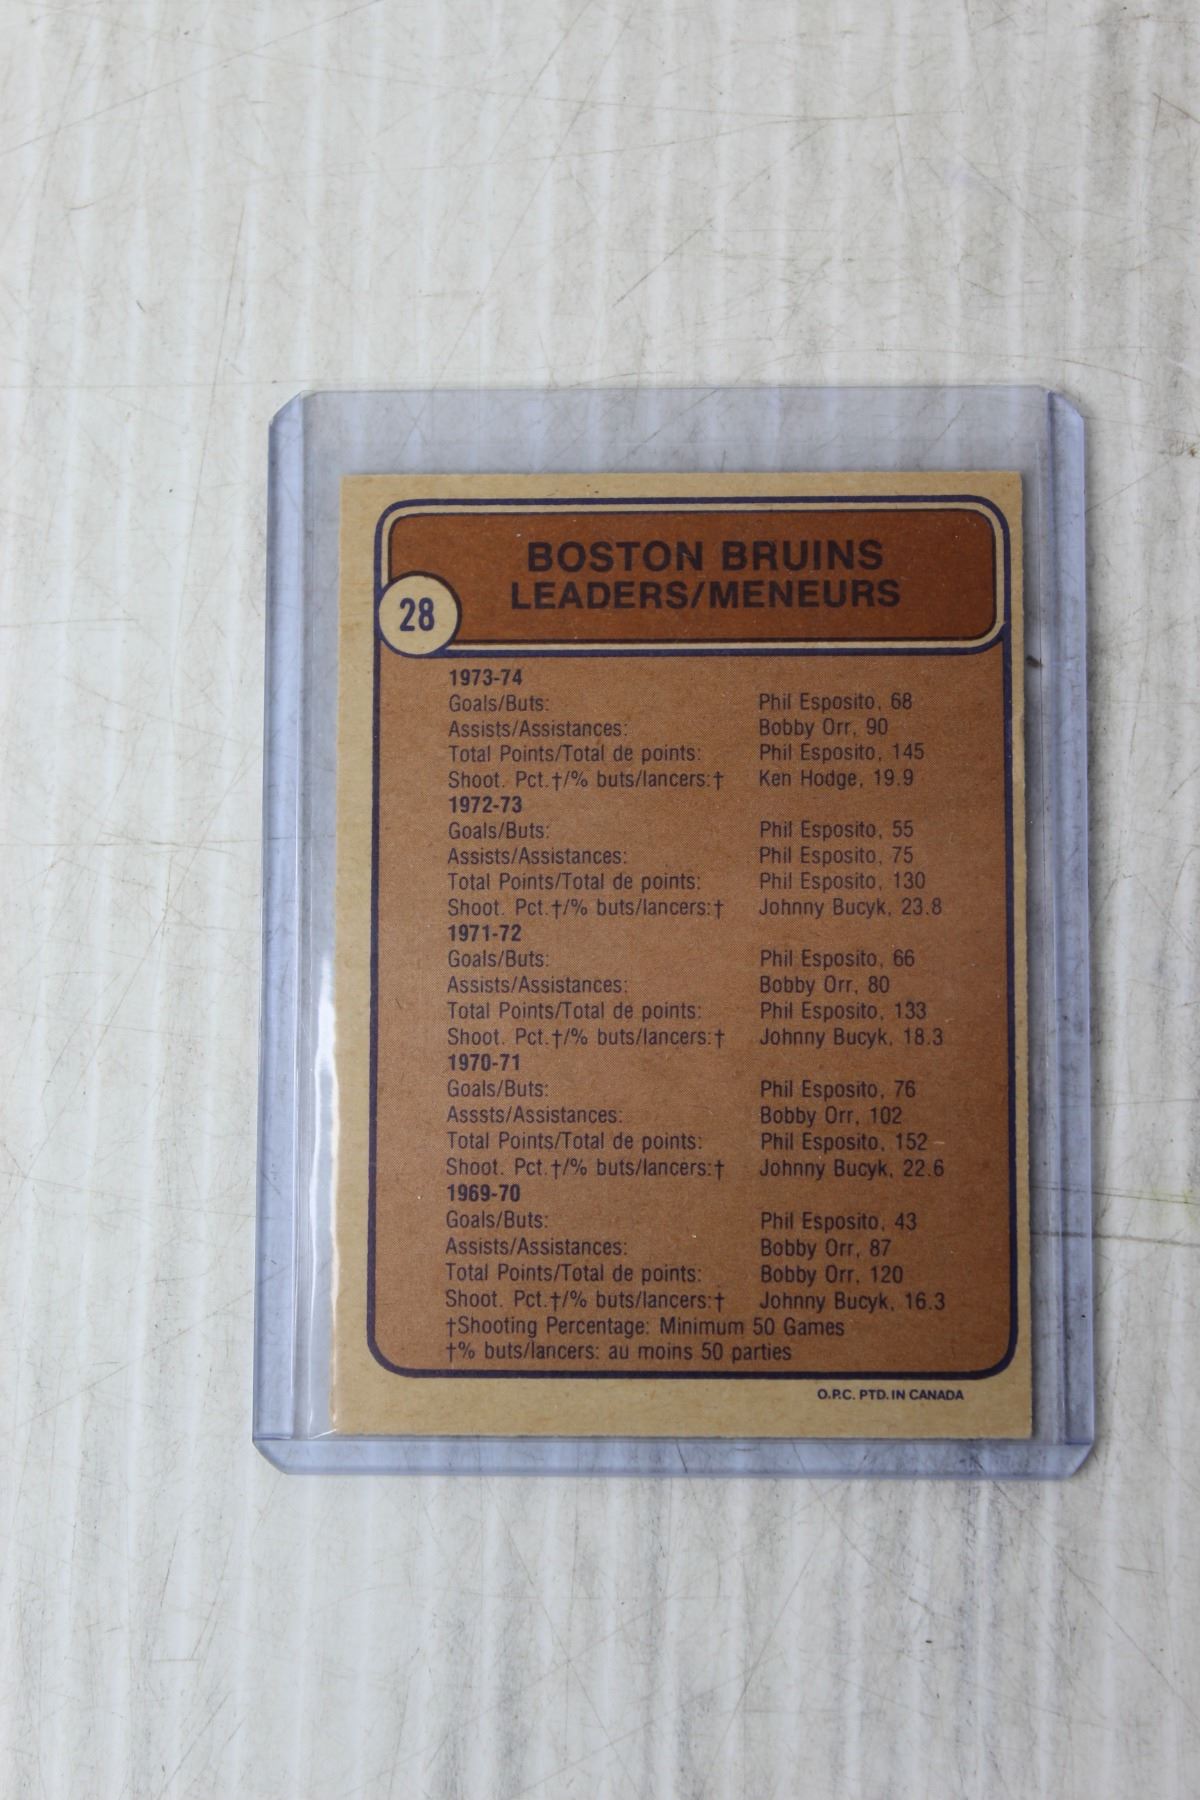 BOSTON BRUINS
LEADERS/MENEURS
28
1973-74
Goals/Buts: Phil Esposito, 68
Assists/Assistances: Bobby Orr, 90
Total Points/Total de points: Phil Esposito, 145
Shoot. Pct.†/% buts/lancers:† Ken Hodge, 19.9
1972-73
Goals/Buts: Phil Esposito, 55
Assists/Assistances: Phil Esposito, 75
Total Points/Total de points: Phil Esposito, 130
Shoot. Pct.†/% buts/lancers:† Johnny Bucyk, 23.8
1971-72
Goals/Buts: Phil Esposito, 66
Assists/Assistances: Bobby Orr, 80
Total Points/Total de points: Phil Esposito, 133
Shoot. Pct.†/% buts/lancers:† Johnny Bucyk, 18.3
1970-71
Goals/Buts: Phil Esposito, 76
Asssts/Assistances: Bobby Orr, 102
Total Points/Total de points: Phil Esposito, 152
Shoot. Pct.†/% buts/lancers:† Johnny Bucyk, 22.6
1969-70
Goals/Buts: Phil Esposito, 43
Assists/Assistances: Bobby Orr, 87
Total Points/Total de points: Bobby Orr, 120
Shoot. Pct.†/% buts/lancers:† Johnny Bucyk, 16.3
†Shooting Percentage: Minimum 50 Games
†% buts/lancers: au moins 50 parties
O.P.C. PTD. IN CANADA